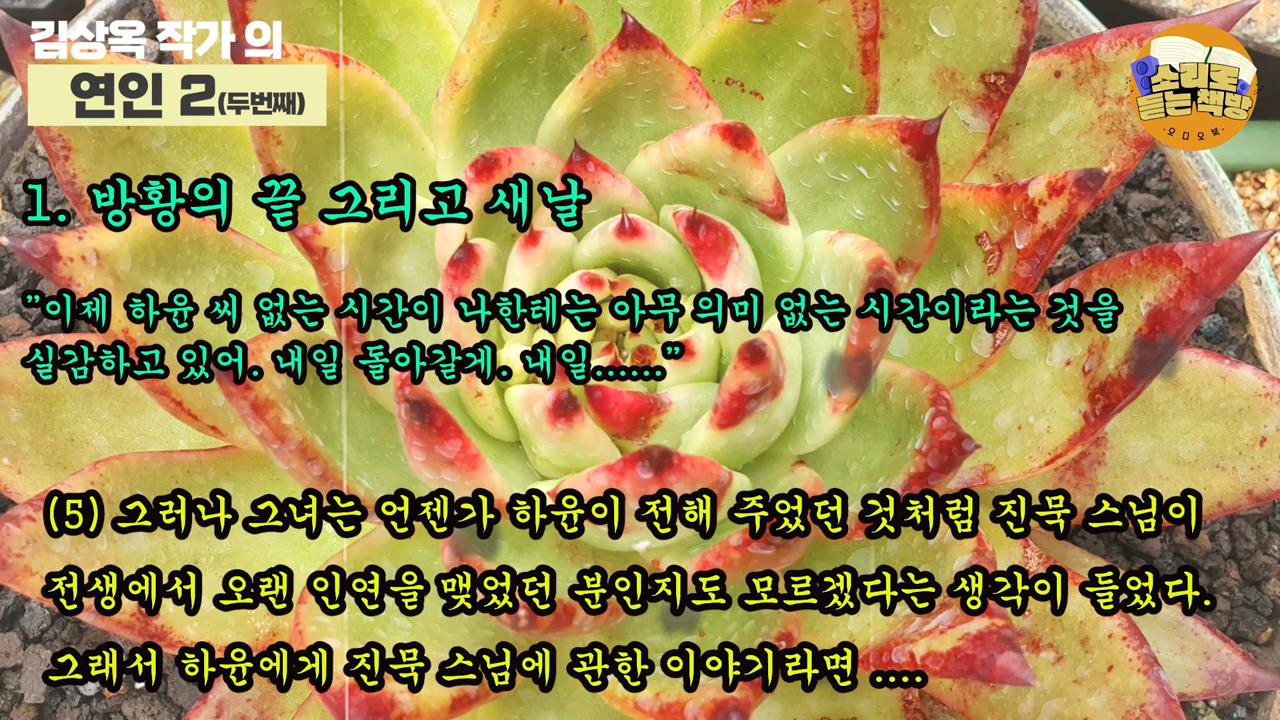 김상옥 작가 의
연인 2(두번째)
소리로
듣는 책방
·오디오북·
1. 방황의 끝 그리고 새날
"이제 하윤 씨 없는 시간이 나한테는 아무 의미 없는 시간이라는 것을
실감하고 있어. 내일 돌아갈게. 내일......"
(5) 그러나 그녀는 언젠가 하윤이 전해 주었던 것처럼 진묵 스님이
전생에서 오랜 인연을 맺었던 분인지도 모르겠다는 생각이 들었다.
그래서 하윤에게 진묵 스님에 관한 이야기라면 ....